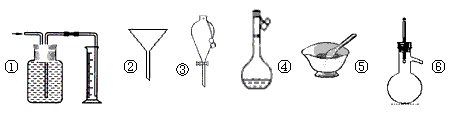 ① ② ③ ④ ⑤ ⑥